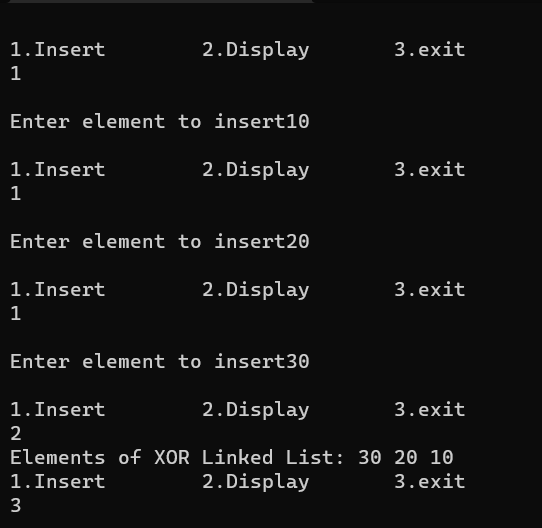 1.Insert        2.Display       3.exit
1
Enter element to insert10
1.Insert        2.Display       3.exit
1
Enter element to insert20
1.Insert        2.Display       3.exit
1
Enter element to insert30
1.Insert        2.Display       3.exit
2
Elements of XOR Linked List: 30 20 10
1.Insert        2.Display       3.exit
3